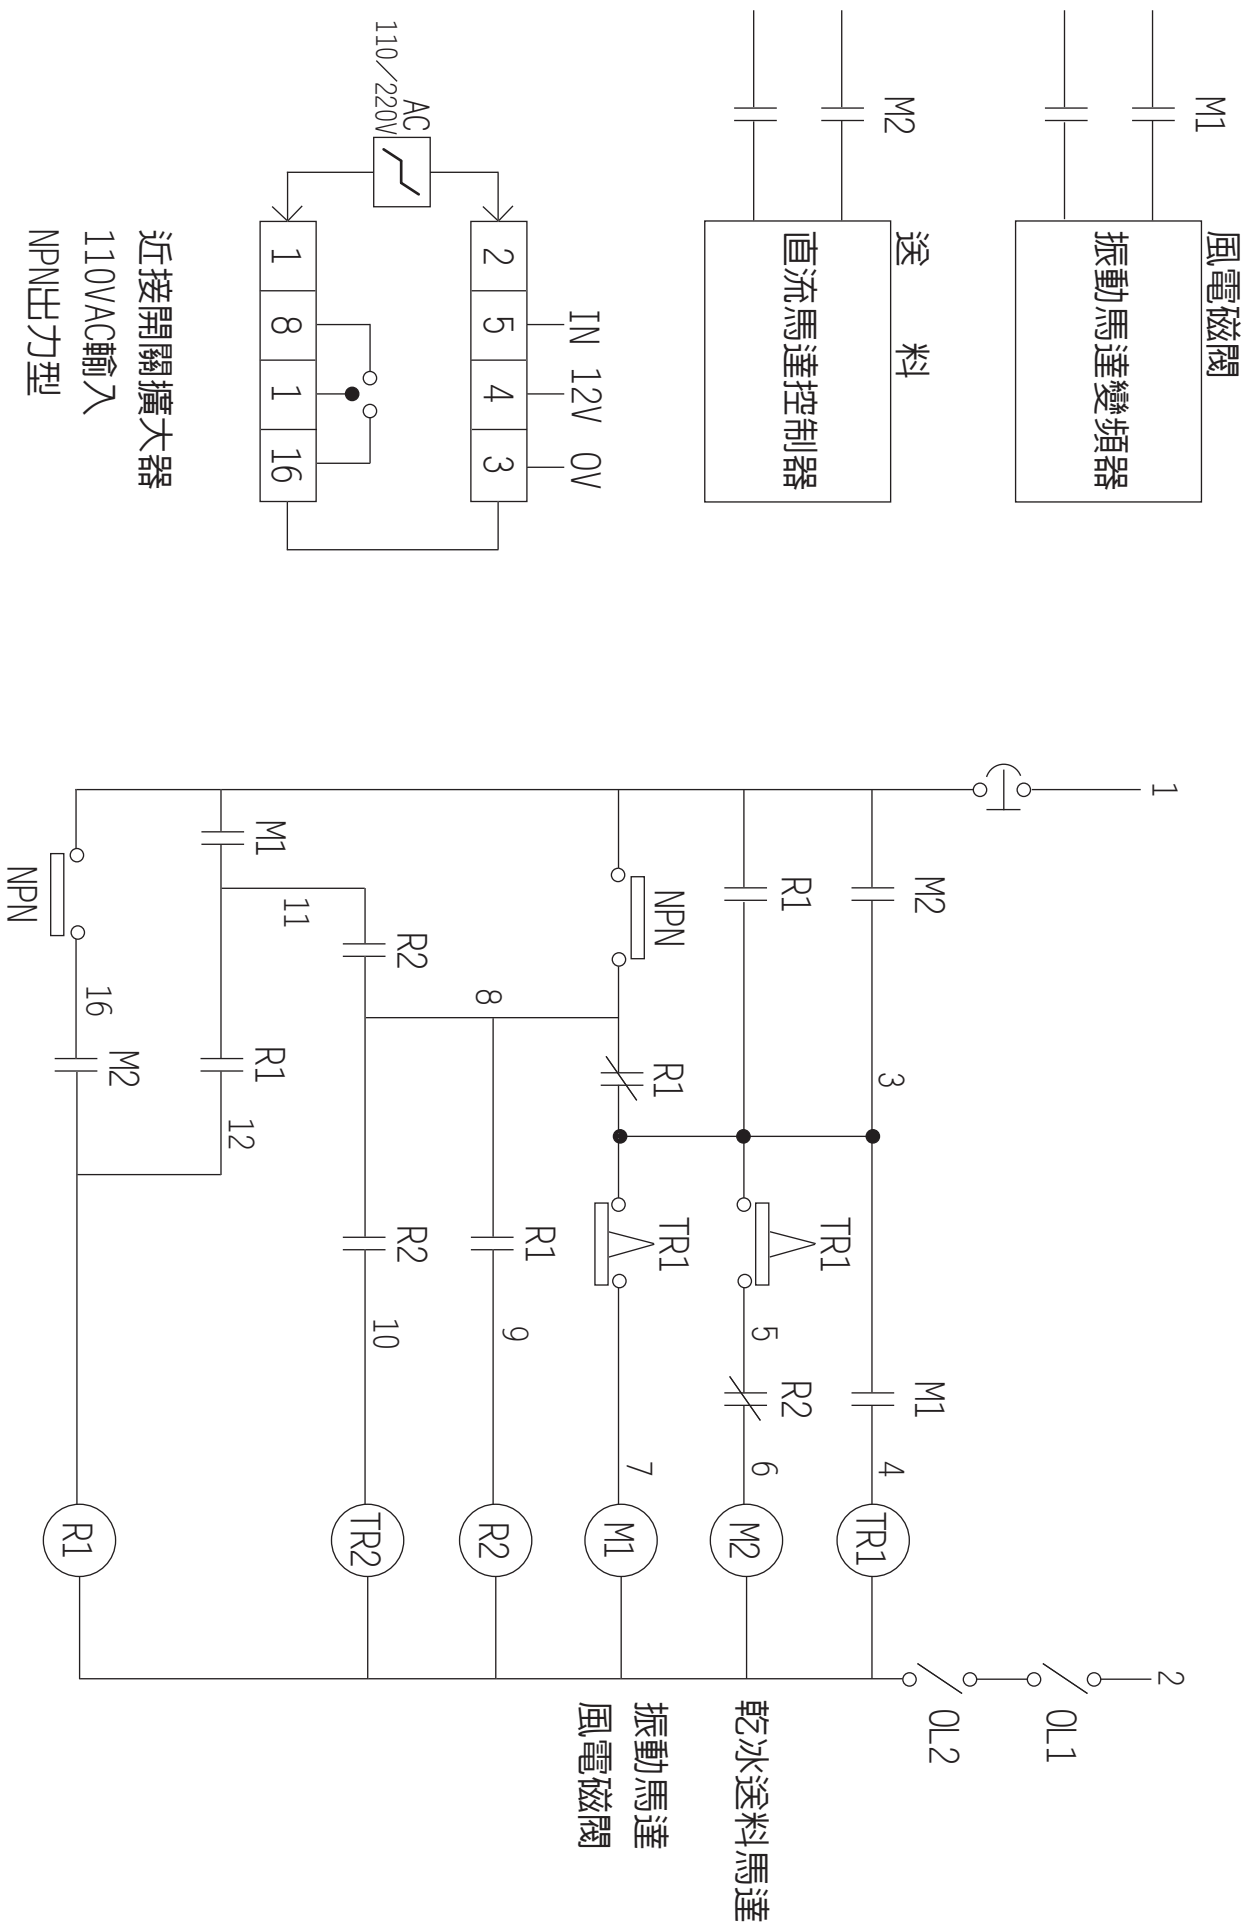 M1
風電磁閥
振動馬達變頻器
M2
送 料
直流馬達控制器
IN 12V 0V
2 5 4 3
AC
110/220V
1 8 1 16
近接開關擴大器
110VAC輸入
NPN出力型
1
2
OL1
OL2
M2
3
M1
4
TR1
R1
TR1
5
R2
6
M2
乾冰送料馬達
NPN
R1
TR1
7
M1
振動馬達
風電磁閥
8
R1
9
R2
R2
R2
10
TR2
M1
11
R1
12
NPN
16
M2
R1